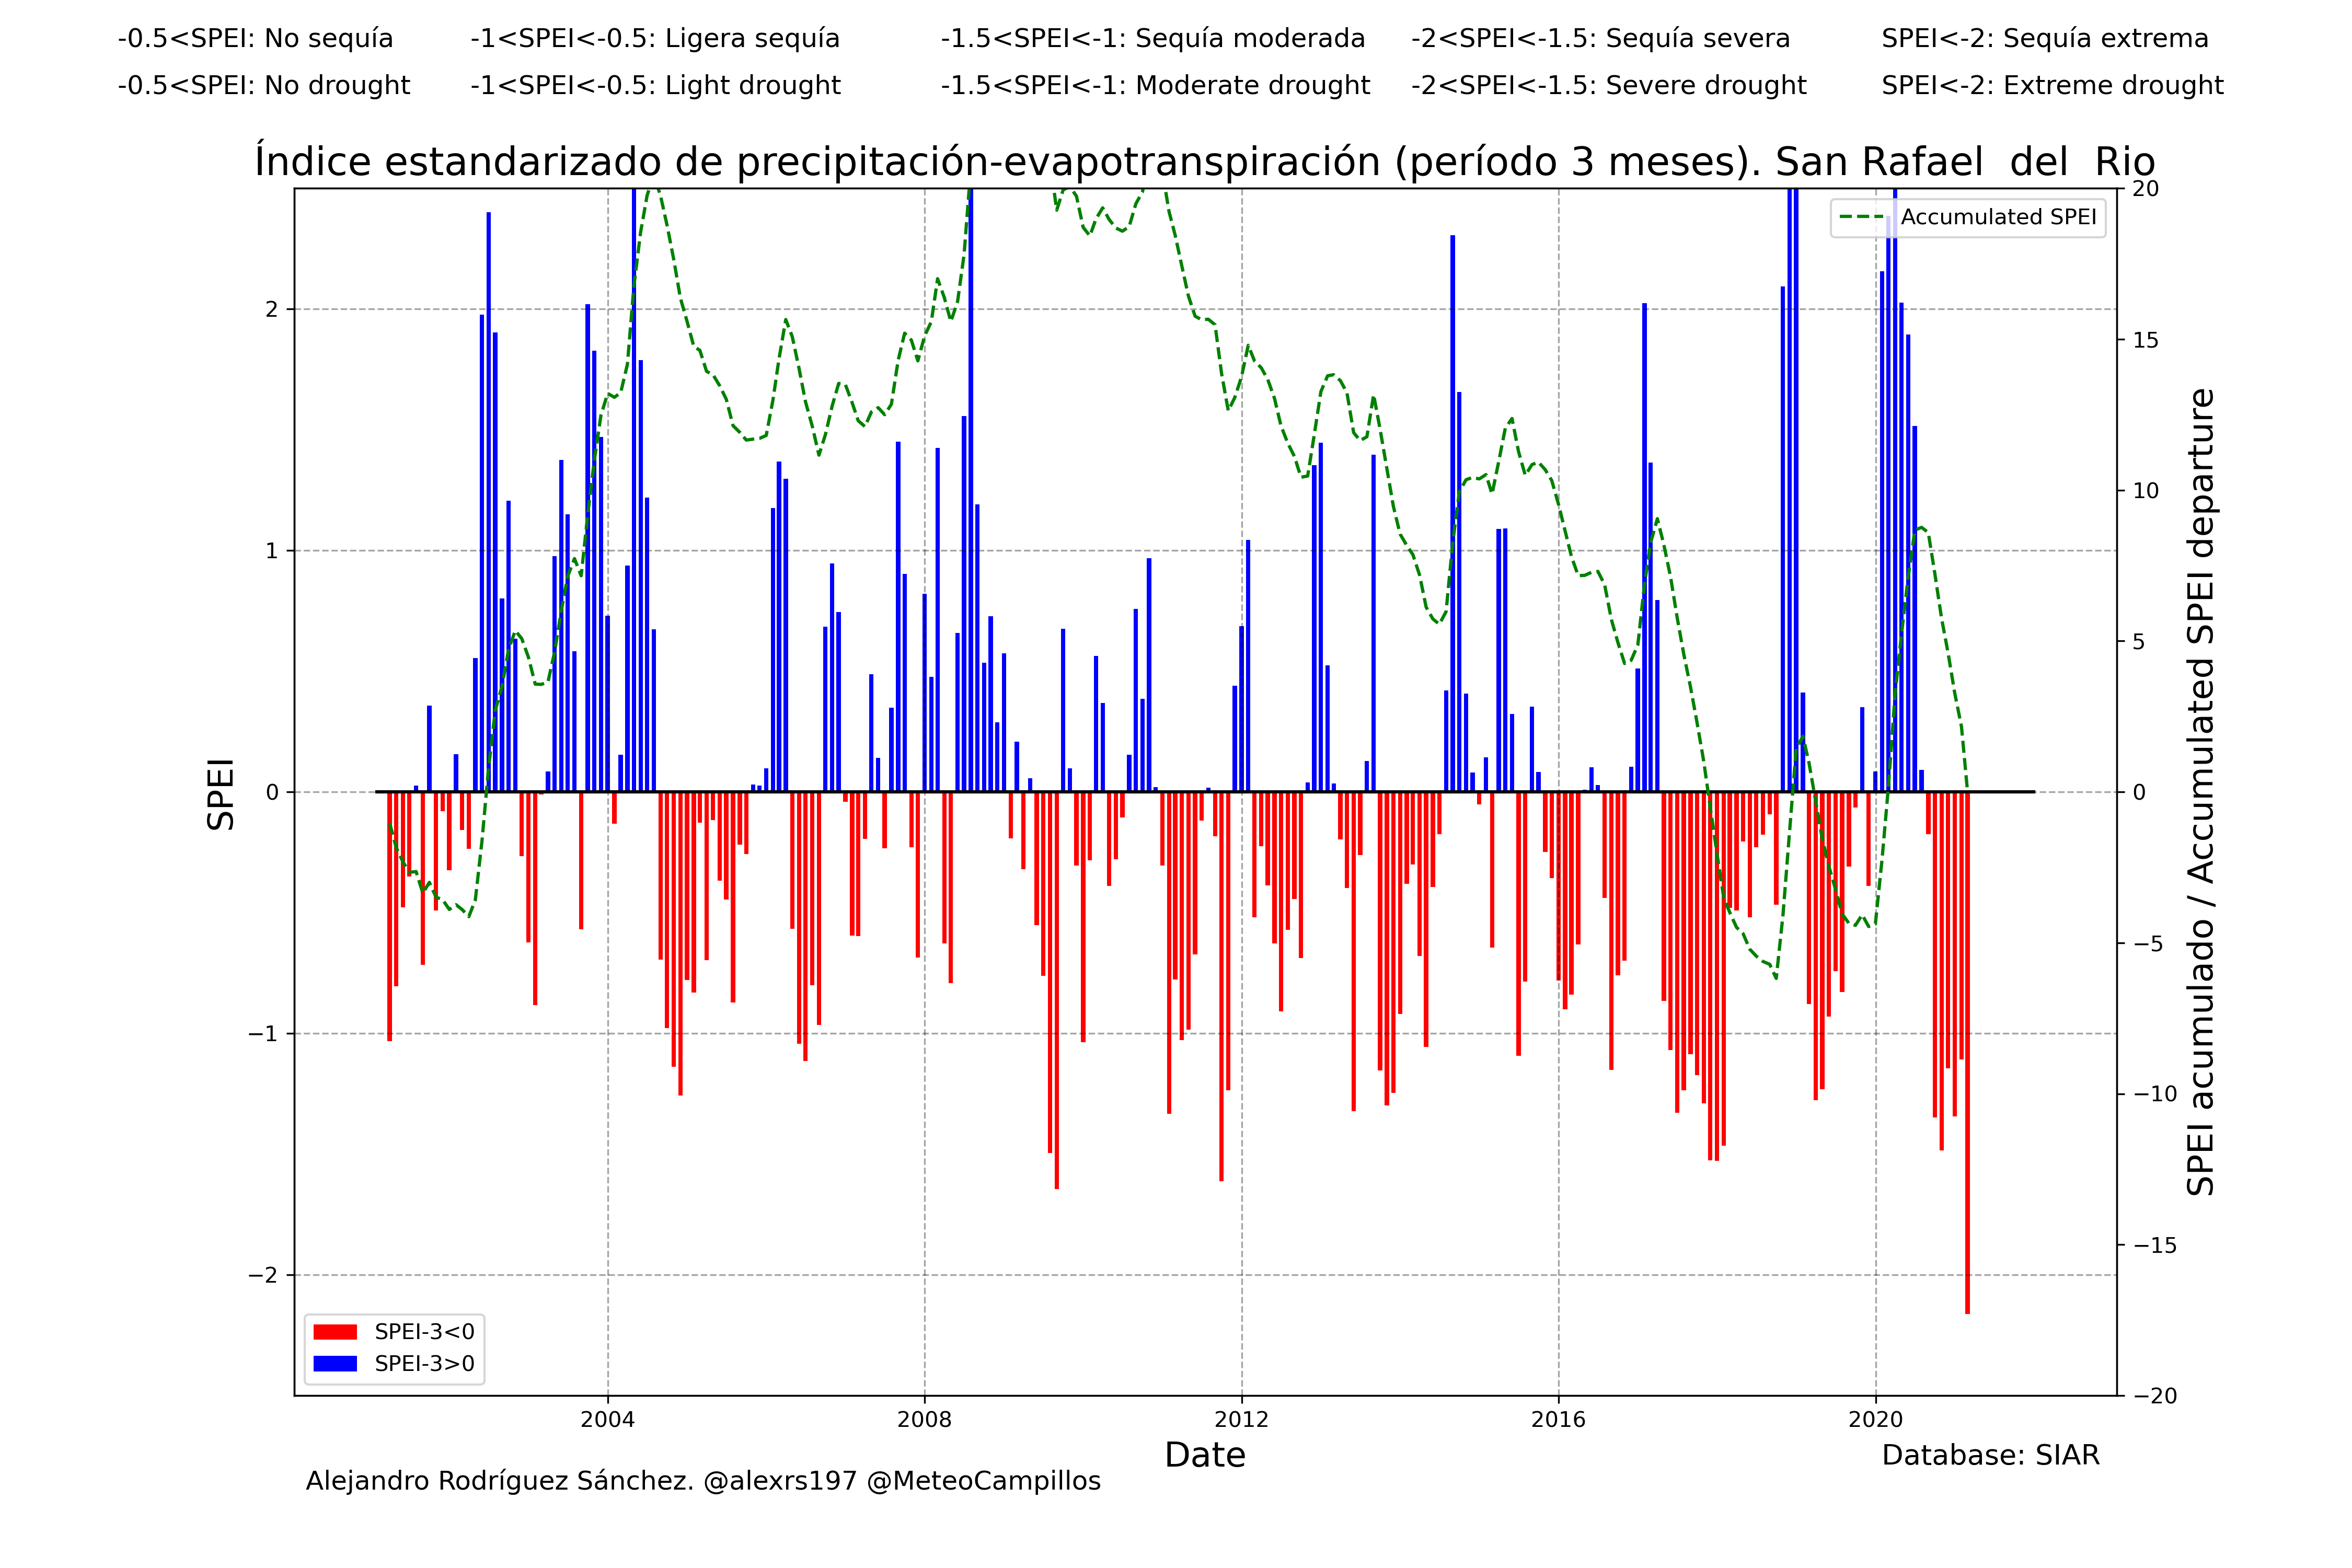 -0.5<SPEI: No sequía -1<SPEI<-0.5: Ligera sequía -1.5<SPEI<-1: Sequía moderada -2<SPEI<-1.5: Sequía severa SPEI<-2: Sequía extrema
-0.5<SPEI: No drought -1<SPEI<-0.5: Light drought -1.5<SPEI<-1: Moderate drought -2<SPEI<-1.5: Severe drought SPEI<-2: Extreme drought
Índice estandarizado de precipitación-evapotranspiración (período 3 meses). San Rafael  del  Rio
Accumulated SPEI
SPEI
2
1
0
−1
−2
20
15
10
5
0
−5
−10
−15
−20
SPEI acumulado / Accumulated SPEI departure
SPEI-3<0
SPEI-3>0
2004 2008 2012 2016 2020
Date
Database: SIAR
Alejandro Rodríguez Sánchez. @alexrs197 @MeteoCampillos